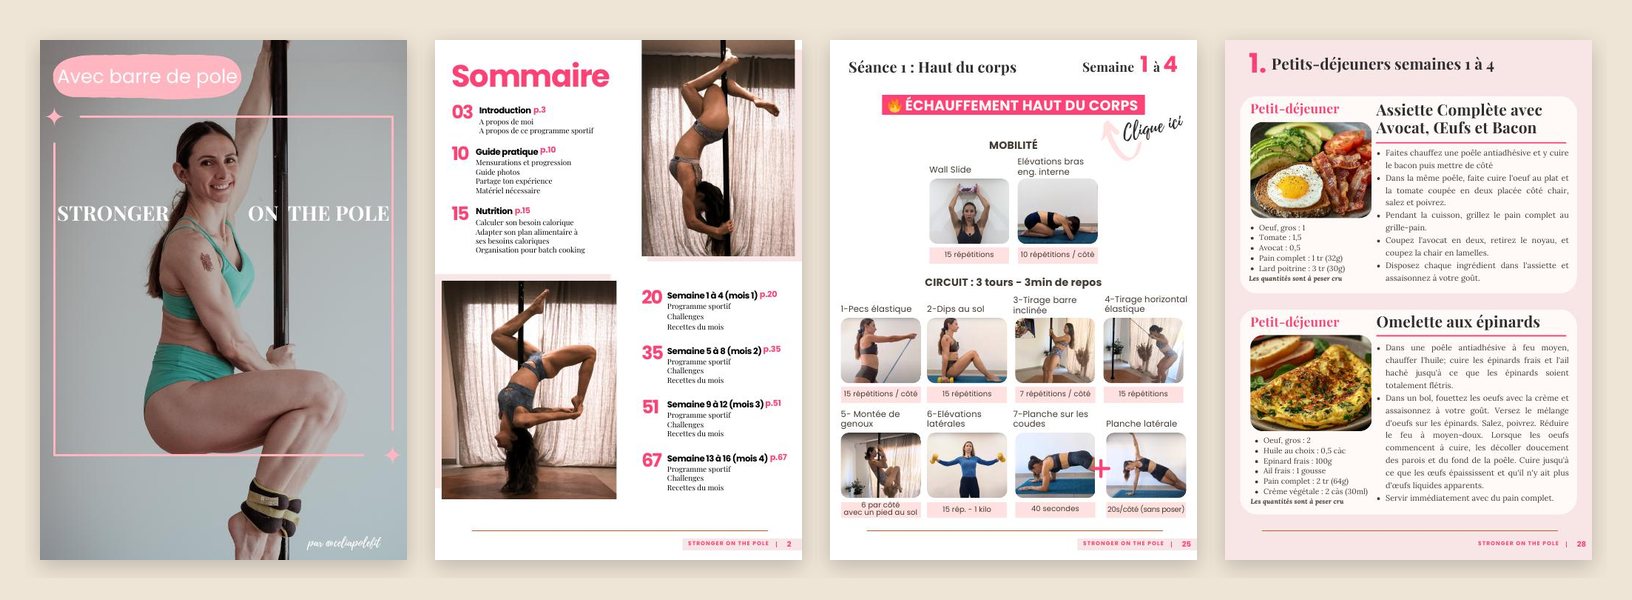 Avec barre de pole
STRONGER ON THE POLE
par @celiapolefit
Sommaire
03 Introduction p.3
A propos de moi
A propos de ce programme sportif
10 Guide pratique p.10
Mensurations et progression
Guide photos
Partage ton expérience
Matériel nécessaire
15 Nutrition p.15
Calculer son besoin calorique
Adapter son plan alimentaire à
ses besoins caloriques
Organisation pour batch cooking
20 Semaine 1 à 4 (mois 1) p.20
Programme sportif
Challenges
Recettes du mois
35 Semaine 5 à 8 (mois 2) p.35
Programme sportif
Challenges
Recettes du mois
51 Semaine 9 à 12 (mois 3) p.51
Programme sportif
Challenges
Recettes du mois
67 Semaine 13 à 16 (mois 4) p.67
Programme sportif
Challenges
Recettes du mois
STRONGER ON THE POLE | 2
Séance 1 : Haut du corps
Semaine 1 à 4
🔥 ÉCHAUFFEMENT HAUT DU CORPS
Clique ici
MOBILITÉ
Wall Slide
Elévations bras
eng. interne
15 répétitions
10 répétitions / côté
CIRCUIT : 3 tours - 3min de repos
1-Pecs élastique
2-Dips au sol
3-Tirage barre
inclinée
4-Tirage horizontal
élastique
15 répétitions / côté
15 répétitions
7 répétitions / côté
15 répétitions
5- Montée de
genoux
6-Elévations
latérales
7-Planche sur les
coudes
Planche latérale
6 par côté
avec un pied au sol
15 rép. - 1 kilo
40 secondes
20s/côté (sans poser)
STRONGER ON THE POLE | 25
1. Petits-déjeuners semaines 1 à 4
Petit-déjeuner
Oeuf, gros : 1
Tomate : 1,5
Avocat : 0,5
Pain complet : 1 tr (32g)
Lard poitrine : 3 tr (30g)
Les quantités sont à peser cru
Assiette Complète avec
Avocat, Œufs et Bacon
Faites chauffez une poêle antiadhésive et y cuire
le bacon puis mettre de côté
Dans la même poêle, faite cuire l'oeuf au plat et
la tomate coupée en deux placée côté chair,
salez et poivrez.
Pendant la cuisson, grillez le pain complet au
grille-pain.
Coupez l'avocat en deux, retirez le noyau, et
coupez la chair en lamelles.
Disposez chaque ingrédient dans l'assiette et
assaisonnez à votre goût.
Petit-déjeuner
Oeuf, gros : 2
Huile au choix : 0,5 càc
Epinard frais : 100g
Ail frais : 1 gousse
Pain complet : 2 tr (64g)
Crème végétale : 2 càs (30ml)
Les quantités sont à peser cru
Omelette aux épinards
Dans une poêle antiadhésive à feu moyen,
chauffer l'huile; cuire les épinards frais et l'ail
haché jusqu'à ce que les épinards soient
totalement flétris.
Dans un bol, fouettez les oeufs avec la crème et
assaisonnez à votre goût. Versez le mélange
d'oeufs sur les épinards. Salez, poivrez. Réduire
le feu à moyen-doux. Lorsque les oeufs
commencent à cuire, les décoller doucement
des parois et du fond de la poêle. Cuire jusqu'à
ce que les œufs épaississent et qu'il n'y ait plus
d'œufs liquides apparents.
Servir immédiatement avec du pain complet.
STRONGER ON THE POLE | 28